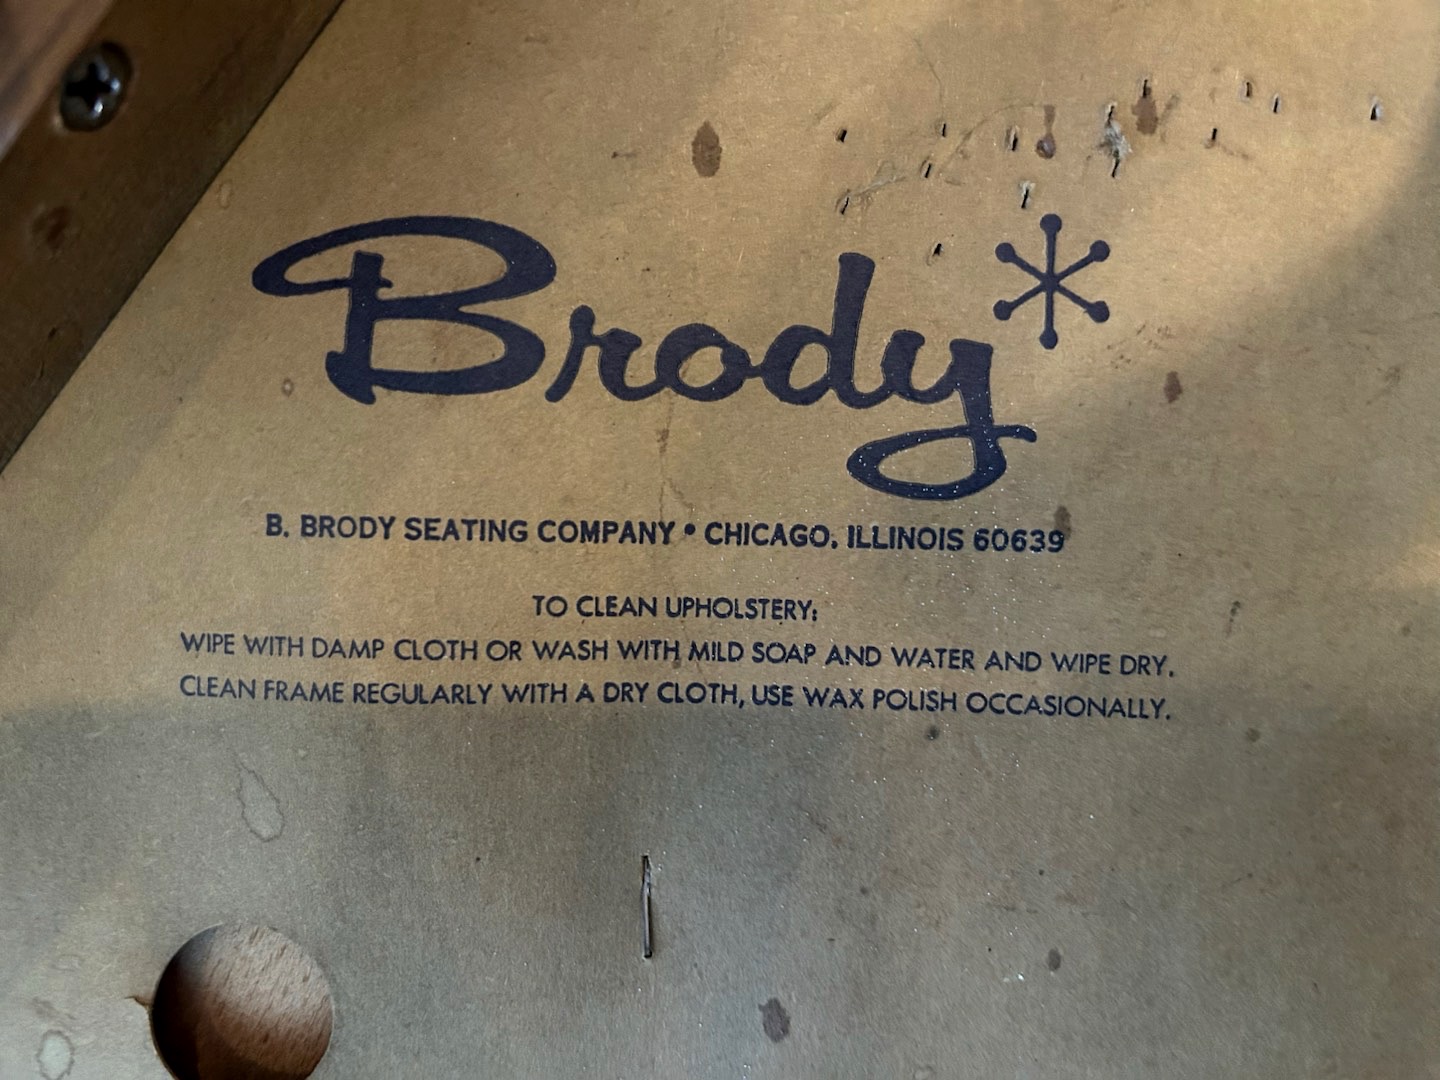 Brody
B. BRODY SEATING COMPANY • CHICAGO, ILLINOIS 60639
TO CLEAN UPHOLSTERY:
WIPE WITH DAMP CLOTH OR WASH WITH MILD SOAP AND WATER AND WIPE DRY.
CLEAN FRAME REGULARLY WITH A DRY CLOTH, USE WAX POLISH OCCASIONALLY.